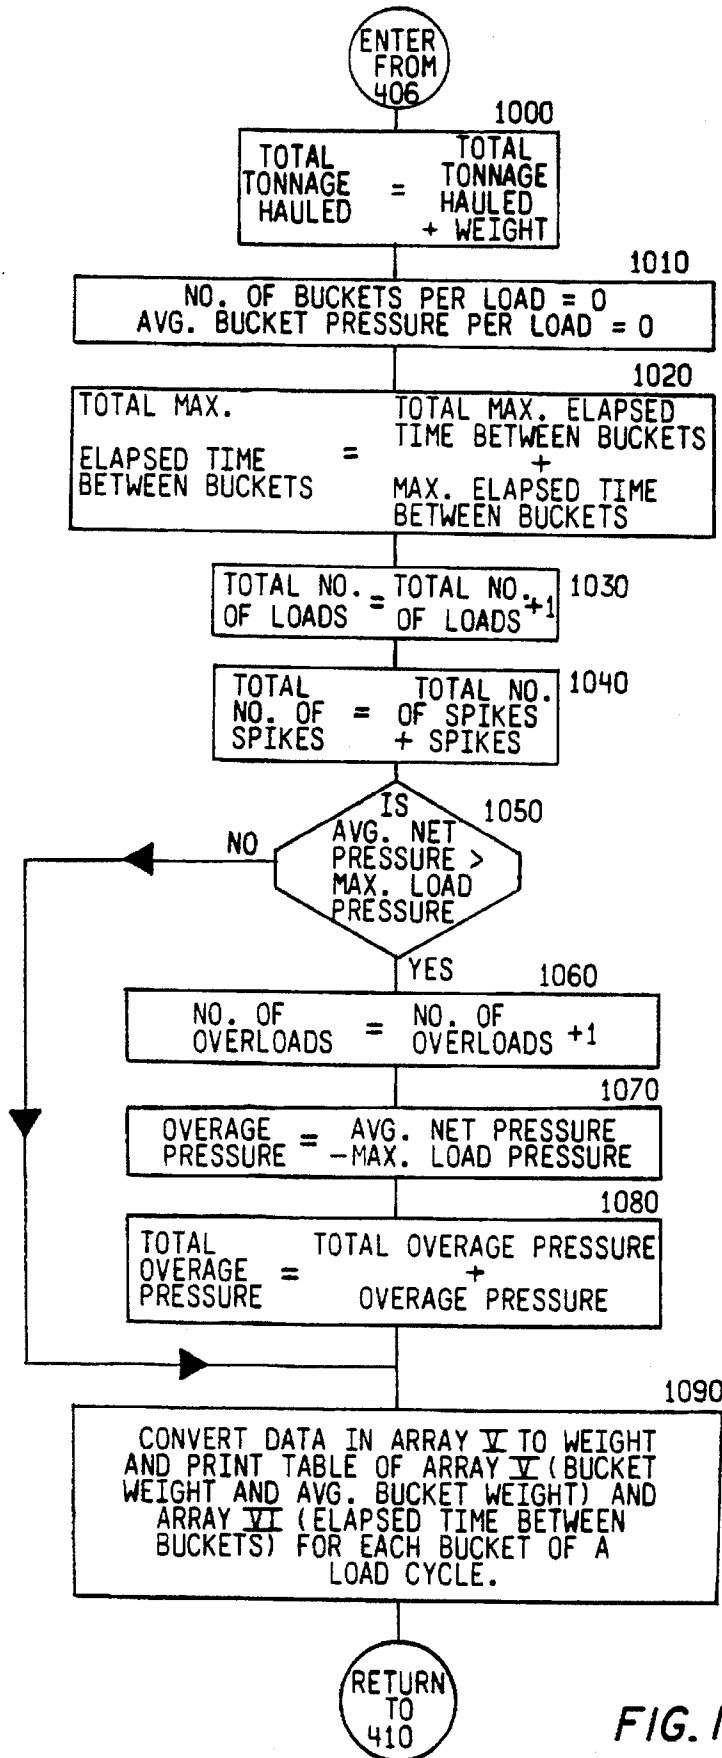 ENTER
FROM
406
1000
TOTAL
TONNAGE
HAULED
=
TOTAL
TONNAGE
HAULED
+ WEIGHT
1010
NO. OF BUCKETS PER LOAD = 0
AVG. BUCKET PRESSURE PER LOAD = 0
1020
TOTAL MAX.
ELAPSED TIME
BETWEEN BUCKETS
=
TOTAL MAX. ELAPSED
TIME BETWEEN BUCKETS
+
MAX. ELAPSED TIME
BETWEEN BUCKETS
1030
TOTAL NO.
OF LOADS
=
TOTAL NO.
OF LOADS
+1
1040
TOTAL
NO. OF
SPIKES
=
TOTAL NO.
OF SPIKES
+ SPIKES
1050
IS
AVG. NET
PRESSURE >
MAX. LOAD
PRESSURE
NO
YES
1060
NO. OF
OVERLOADS
=
NO. OF
OVERLOADS
+1
1070
OVERAGE
PRESSURE
=
AVG. NET PRESSURE
-MAX. LOAD PRESSURE
1080
TOTAL
OVERAGE
PRESSURE
=
TOTAL OVERAGE PRESSURE
+
OVERAGE PRESSURE
1090
CONVERT DATA IN ARRAY V TO WEIGHT
AND PRINT TABLE OF ARRAY V (BUCKET
WEIGHT AND AVG. BUCKET WEIGHT) AND
ARRAY VI (ELAPSED TIME BETWEEN
BUCKETS) FOR EACH BUCKET OF A
LOAD CYCLE.
RETURN
TO
410
FIG. 1